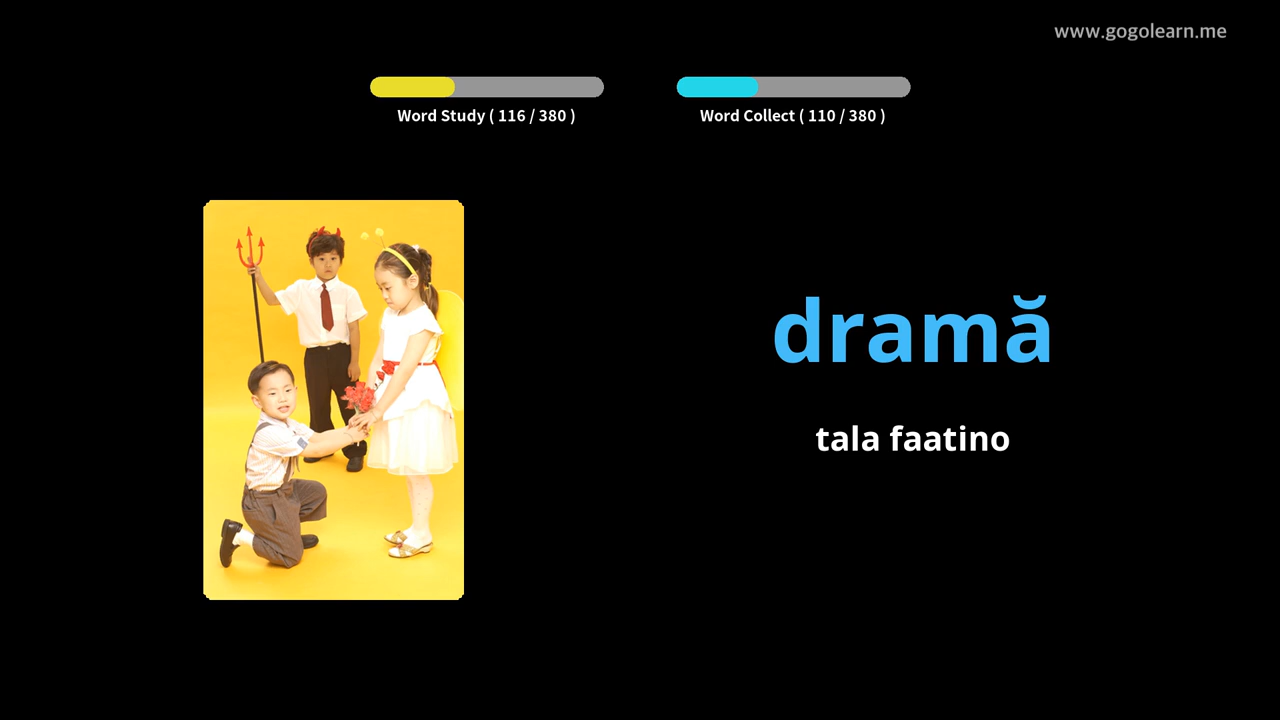 www.gogolearn.me
Word Study ( 116 / 380 )
Word Collect ( 110 / 380 )
dramă
tala faatino